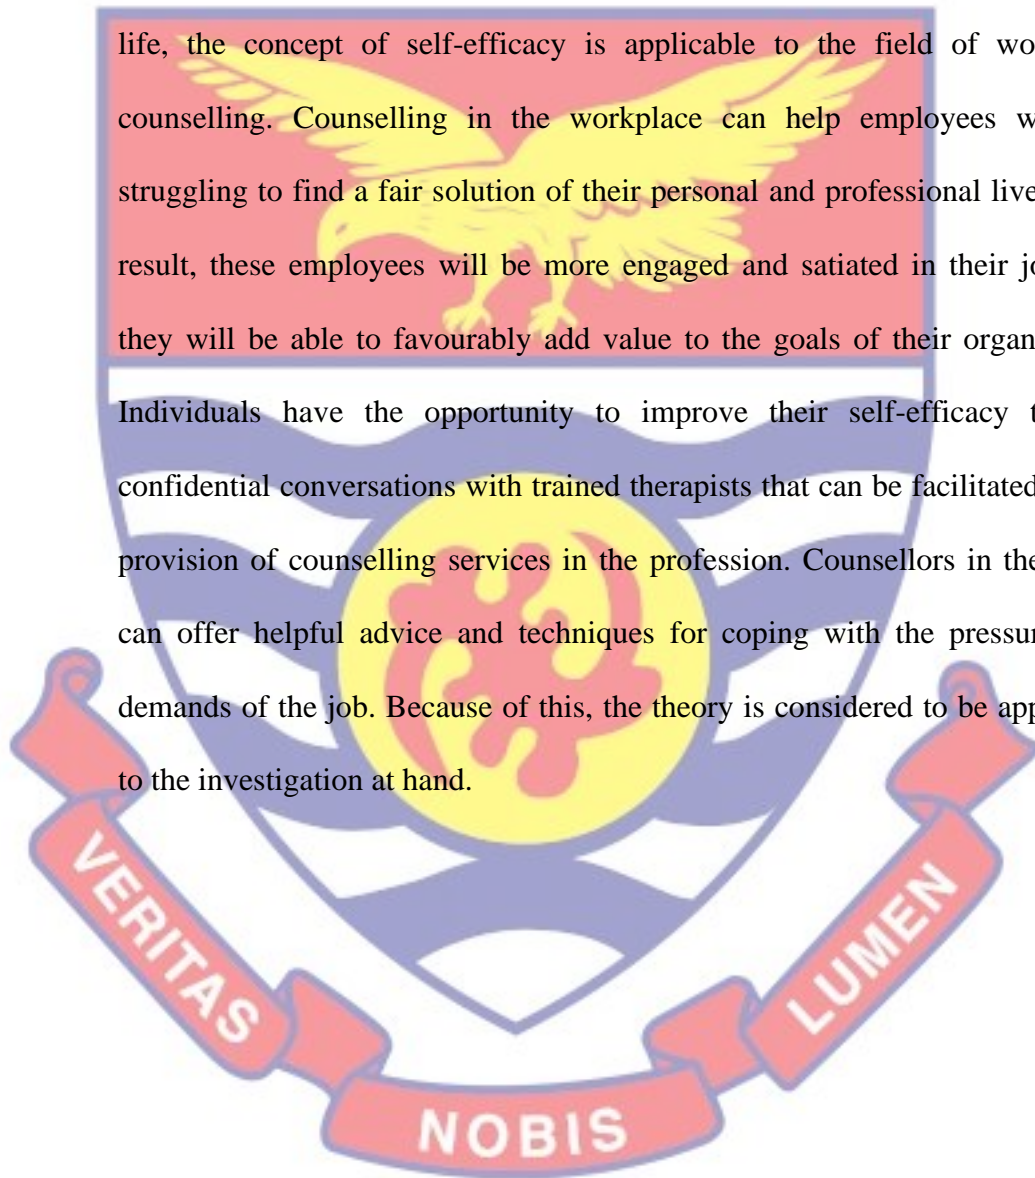 life, the concept of self-efficacy is applicable to the field of wo
counselling. Counselling in the workplace can help employees w
struggling to find a fair solution of their personal and professional live
result, these employees will be more engaged and satiated in their jo
they will be able to favourably add value to the goals of their organ
Individuals have the opportunity to improve their self-efficacy t
confidential conversations with trained therapists that can be facilitated
provision of counselling services in the profession. Counsellors in the
can offer helpful advice and techniques for coping with the pressu
demands of the job. Because of this, the theory is considered to be app
to the investigation at hand.
VERITAS
NOBIS
LUMEN